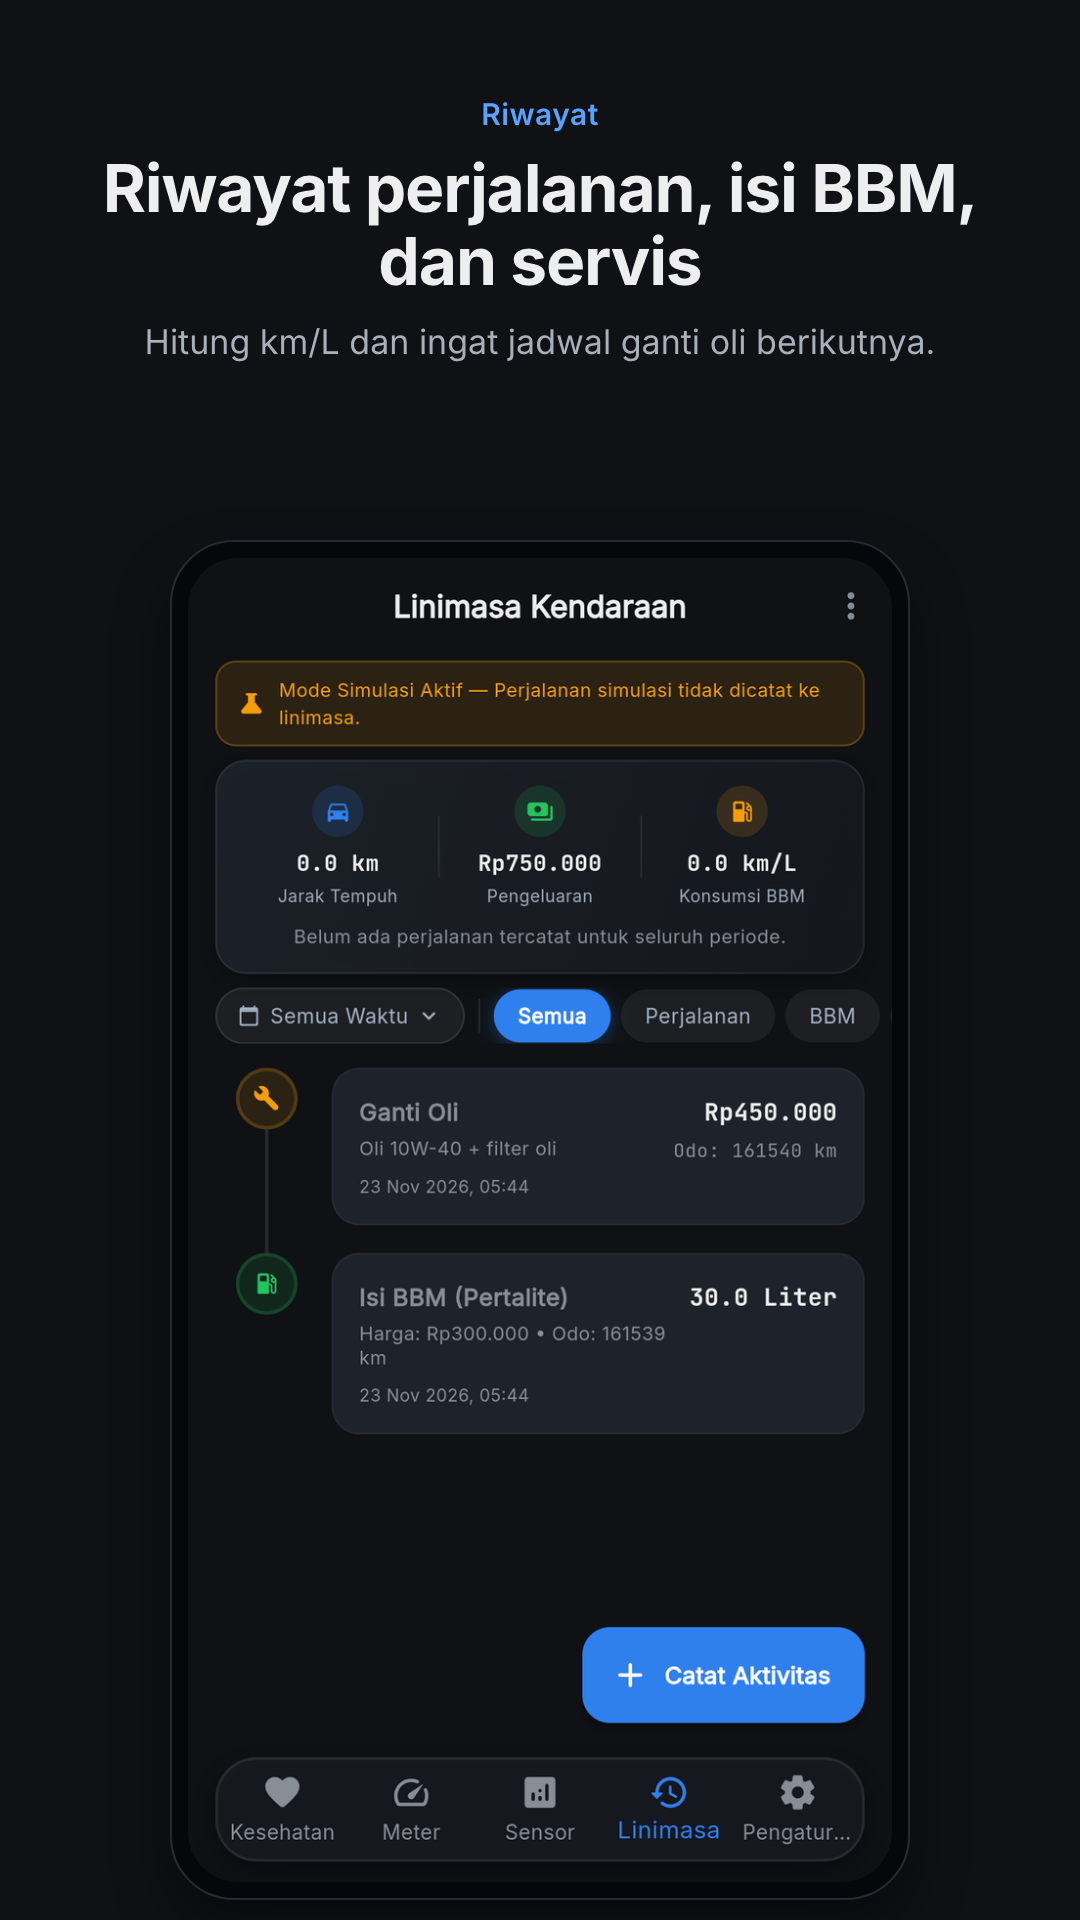 Riwayat
Riwayat perjalanan, isi BBM,
dan servis
Hitung km/L dan ingat jadwal ganti oli berikutnya.
Linimasa Kendaraan
Mode Simulasi Aktif — Perjalanan simulasi tidak dicatat ke
linimasa.
0.0 km
Jarak Tempuh
Rp750.000
Pengeluaran
0.0 km/L
Konsumsi BBM
Belum ada perjalanan tercatat untuk seluruh periode.
Semua Waktu
Semua
Perjalanan
BBM
Ganti Oli
Rp450.000
Oli 10W-40 + filter oli
Odo: 161540 km
23 Nov 2026, 05:44
Isi BBM (Pertalite)
30.0 Liter
Harga: Rp300.000 • Odo: 161539
km
23 Nov 2026, 05:44
Catat Aktivitas
Kesehatan
Meter
Sensor
Linimasa
Pengatur...